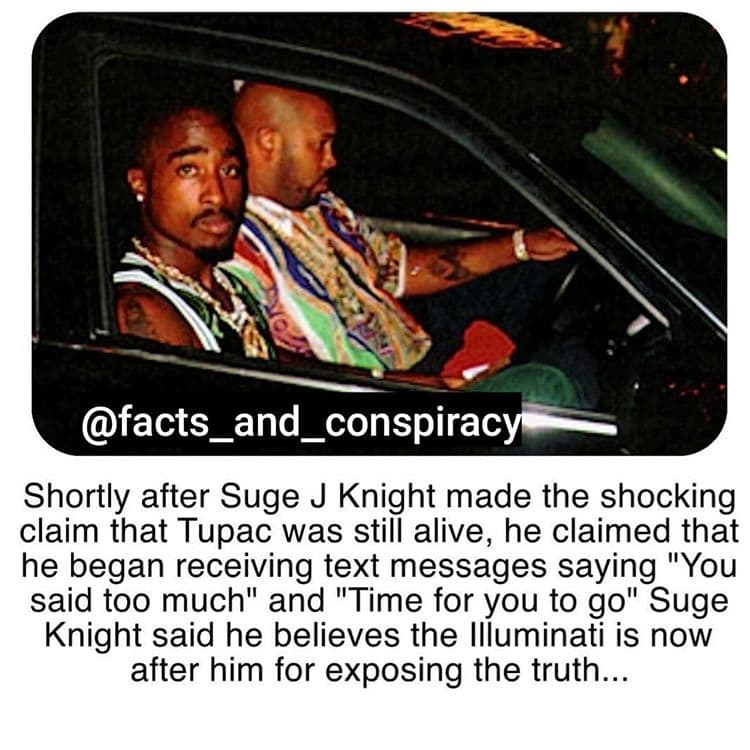 @facts_and_conspiracy
Shortly after Suge J Knight made the shocking
claim that Tupac was still alive, he claimed that
he began receiving text messages saying "You
said too much" and "Time for you to go" Suge
Knight said he believes the Illuminati is now
after him for exposing the truth...